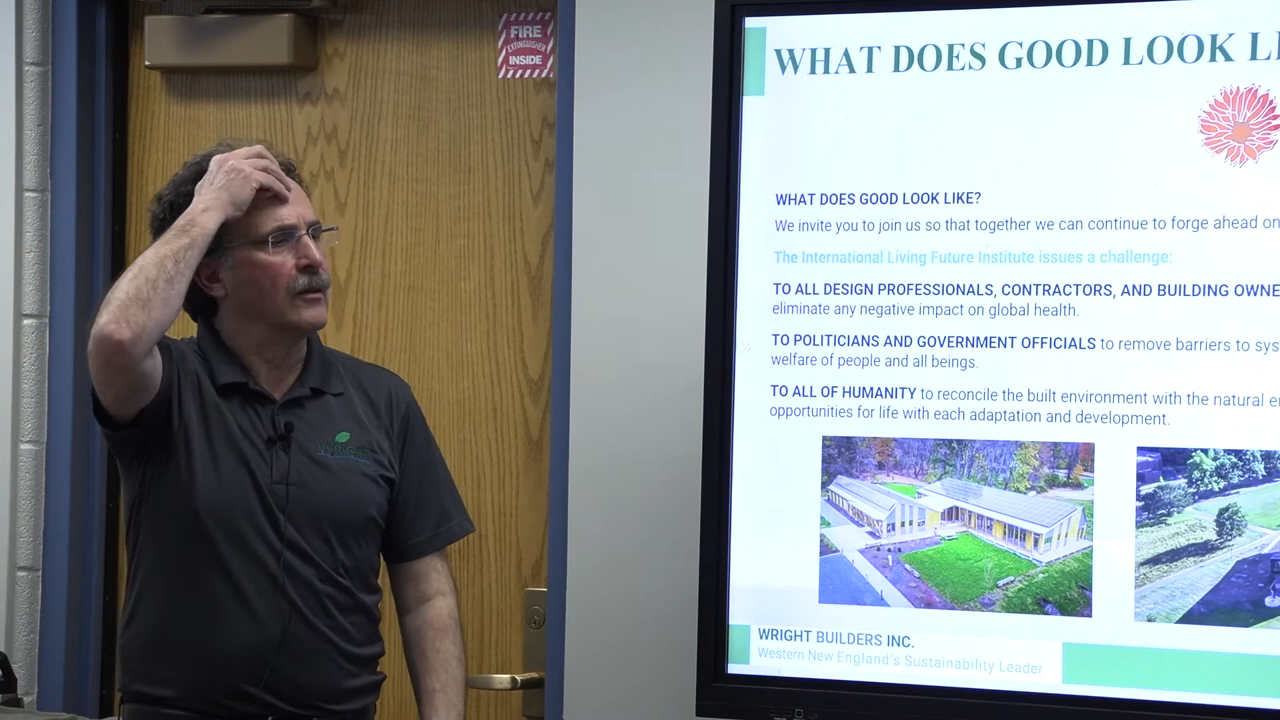 FIRE
EXTINGUISHER
INSIDE
WHAT DOES GOOD LOOK LI
WHAT DOES GOOD LOOK LIKE?
We invite you to join us so that together we can continue to forge ahead on
The International Living Future Institute issues a challenge:
TO ALL DESIGN PROFESSIONALS, CONTRACTORS, AND BUILDING OWNE
eliminate any negative impact on global health.
TO POLITICIANS AND GOVERNMENT OFFICIALS to remove barriers to sys
welfare of people and all beings.
TO ALL OF HUMANITY to reconcile the built environment with the natural en
opportunities for life with each adaptation and development.
WRIGHT
WRIGHT BUILDERS INC.
Western New England's Sustainability Leader